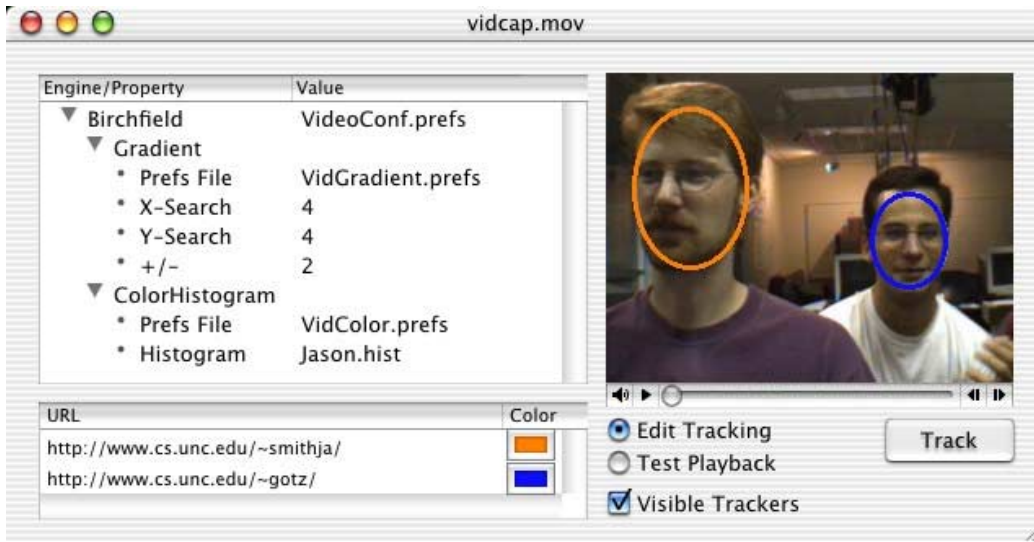 vidcap.mov
Engine/Property Value
Birchfield VideoConf.prefs
Gradient
Prefs File VidGradient.prefs
X-Search 4
Y-Search 4
+/- 2
ColorHistogram
Prefs File VidColor.prefs
Histogram Jason.hist
URL Color
http://www.cs.unc.edu/~smithja/
http://www.cs.unc.edu/~gotz/
Edit Tracking
Test Playback
Visible Trackers
Track